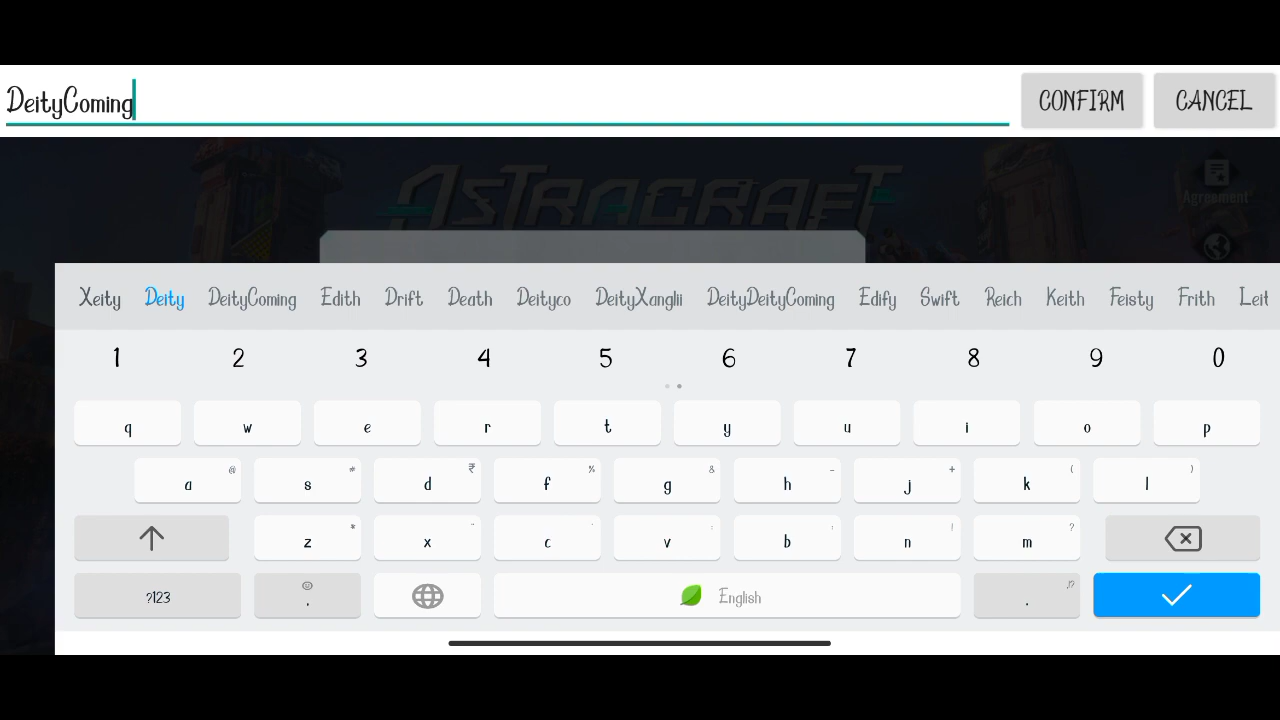 DeityComing
CONFIRM CANCEL
ASTRACRAFT
Agreement
Xeity Deity DeityComing Edith Drift Death Deityco DeityXanglii DeityDeityComing Edify Swift Reich Keith Feisty Frith Leit
1 2 3 4 5 6 7 8 9 0
q w e r t y u i o p
@ # ₹ % & - + ( )
a s d f g h j k l
* " ' : ; ! ?
z x c v b n m
?123 , English . !?